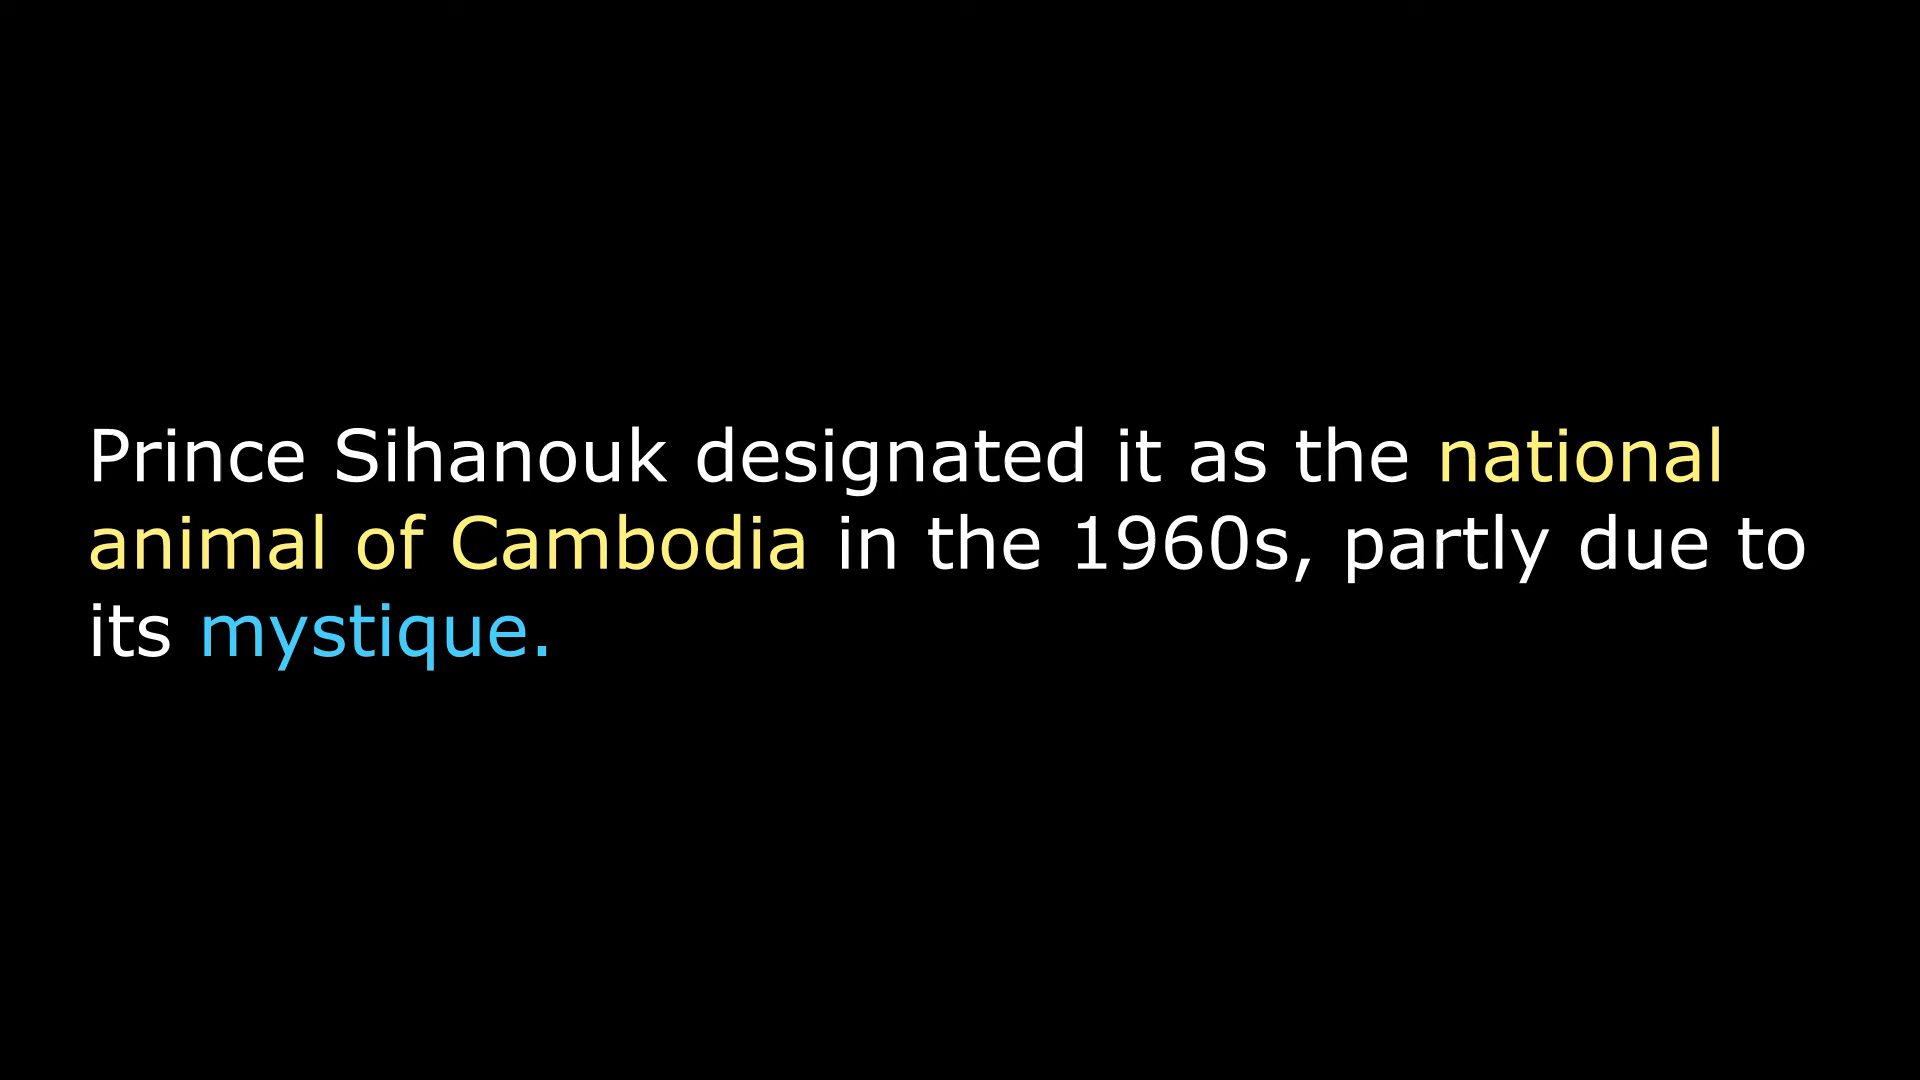 Prince Sihanouk designated it as the national
animal of Cambodia in the 1960s, partly due to
its mystique.